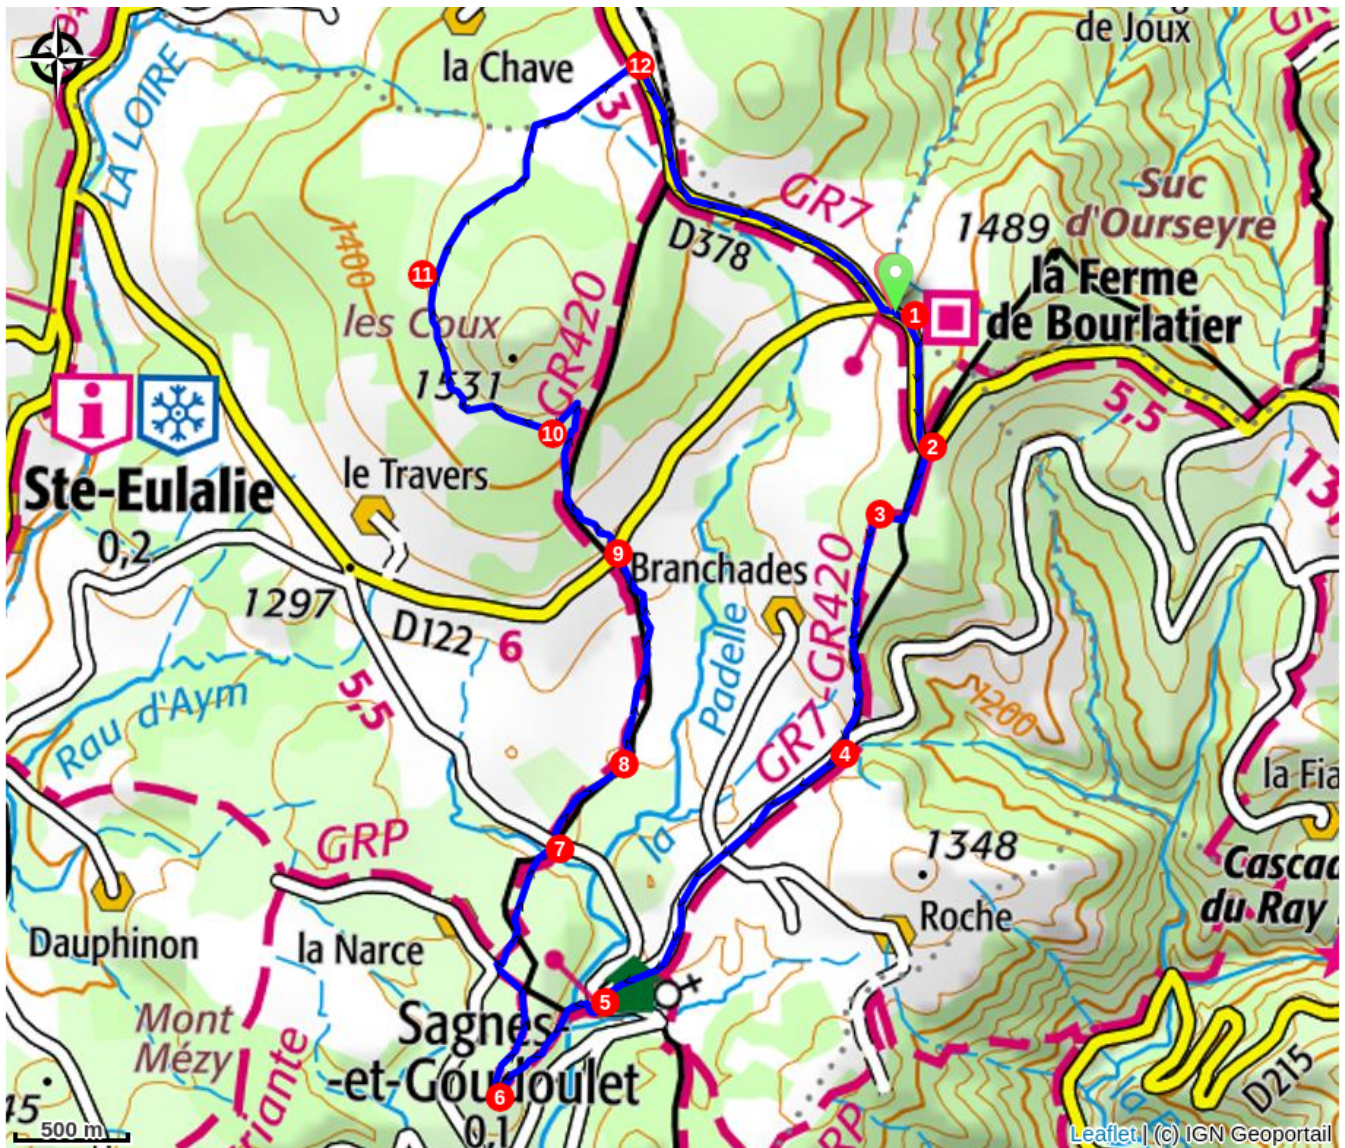 de Joux
la Chave
12
LA LOIRE
3
GR7
Suc
d'Ourseyre
1489
D378
1400
11
la Ferme
de Bourlatier
1
les Coux
GR420
1531
5,5
10
2
Ste-Eulalie
le Travers
0,2
3
13
9
Branchades
1297
D122
6
GR7-GR420
Padelle
la
5,5
Rau d'Aym
1200
4
8
la Fia
GRP
7
1348
Cascad
du Ray
Roche
Dauphinon
la Narce
5
Mont
Mézy
Sagnes-
-et-Goudoulet
6
0,1
riante
D215
RP
45
500 m
Leaflet | (c) IGN Geoportail